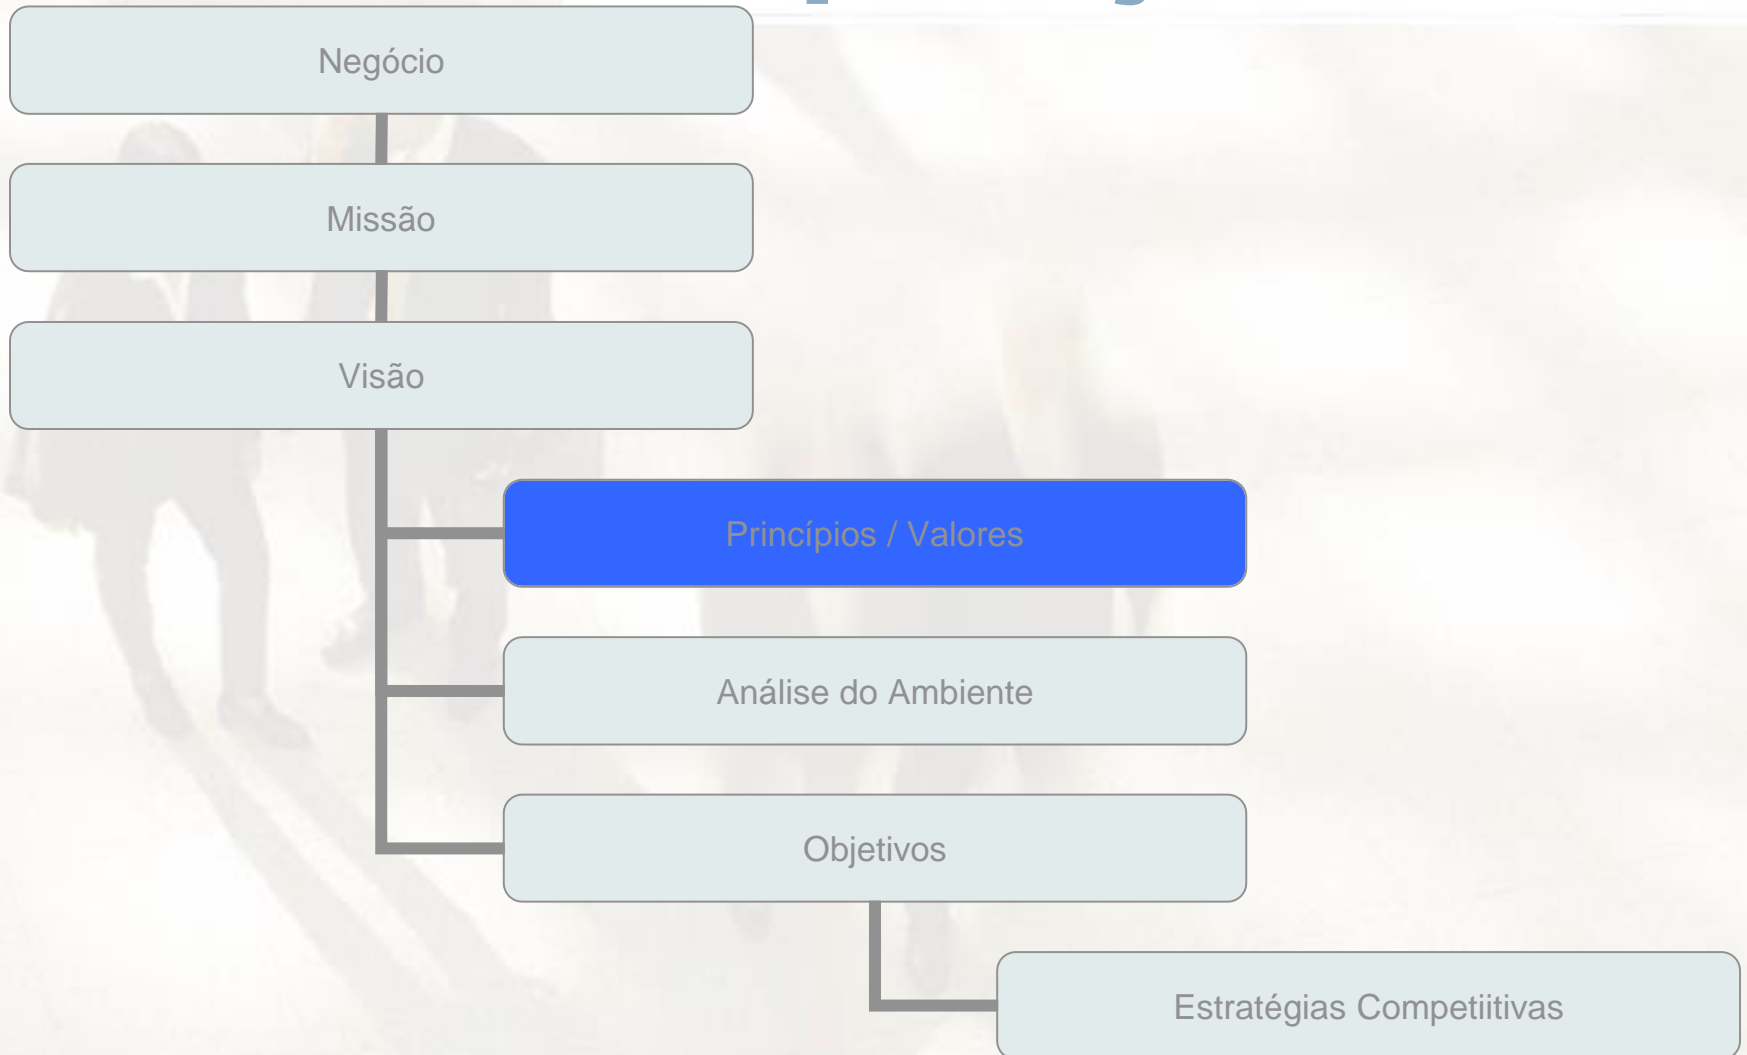 Negócio
Missão
Visão
Princípios / Valores
Análise do Ambiente
Objetivos
Estratégias Competiitivas